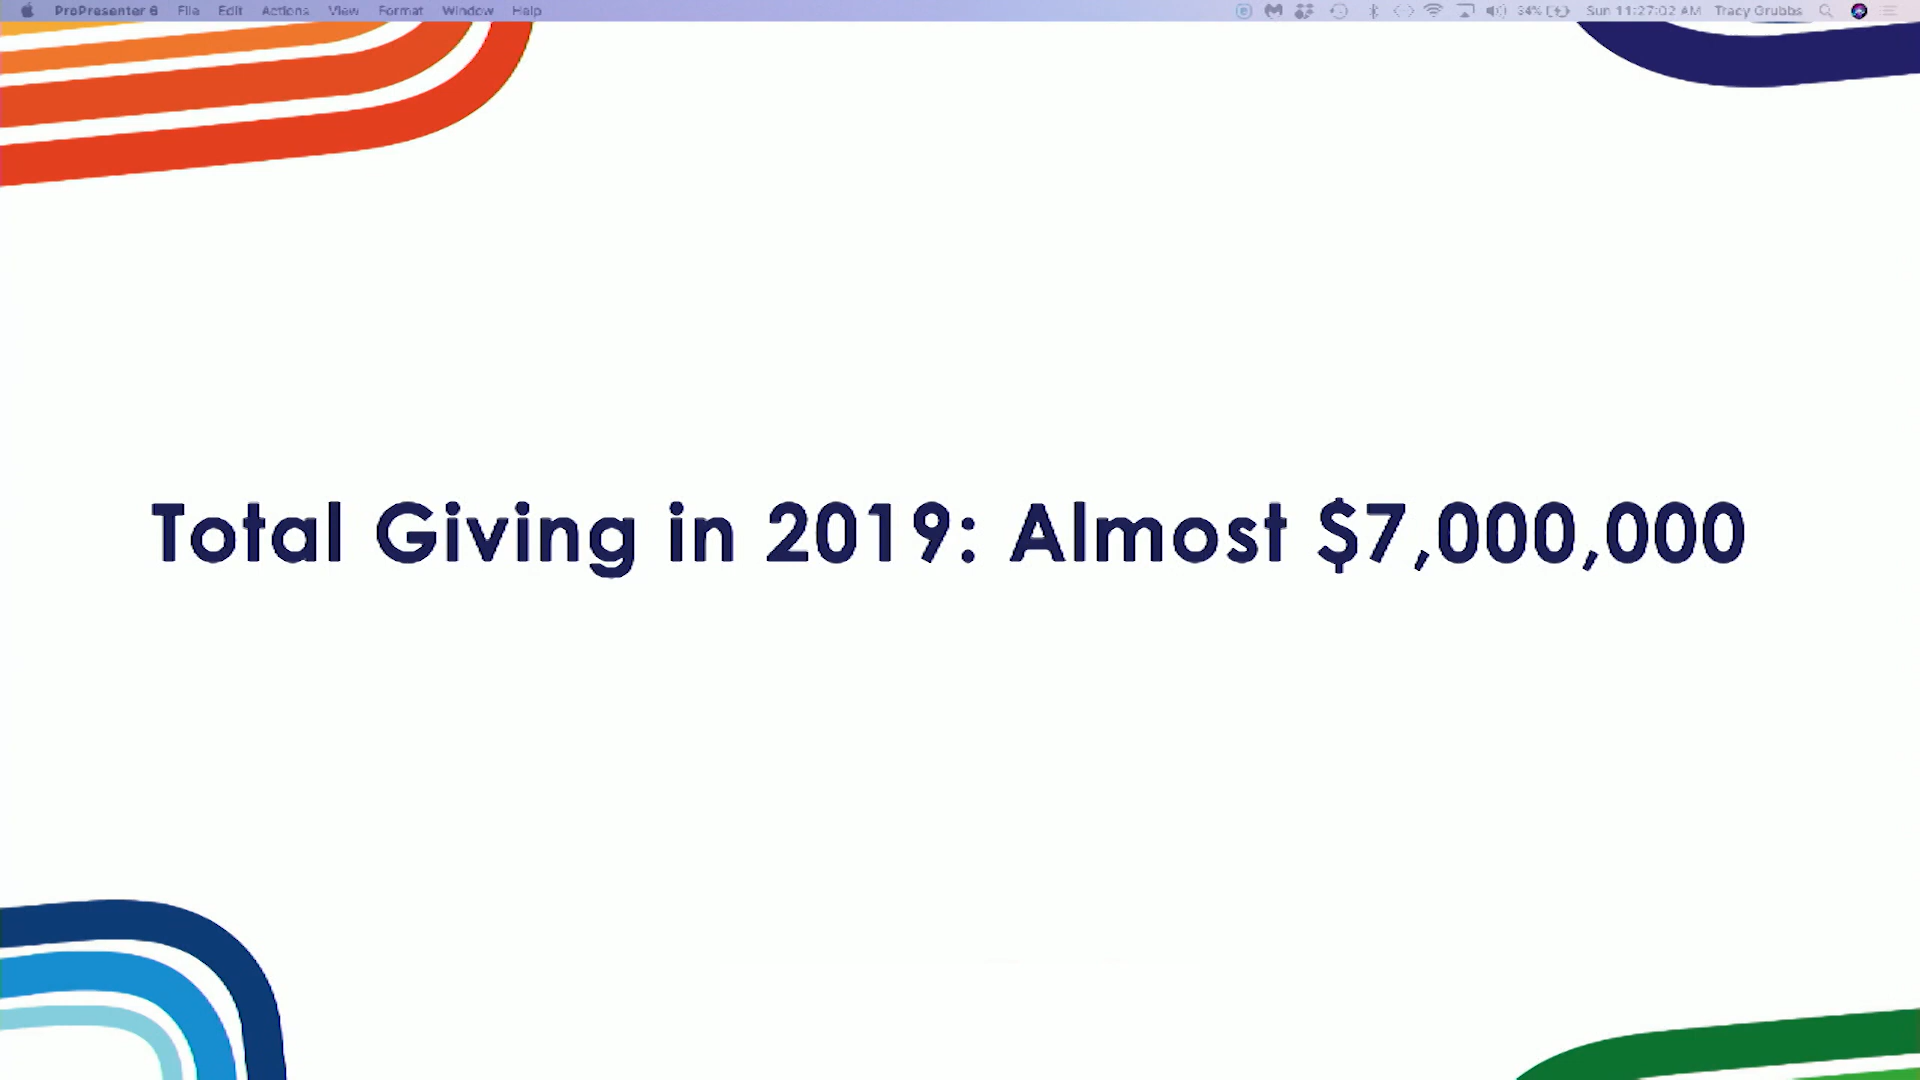 ProPresenter 6 File Edit Actions View Format Window Help 34% Sun 11:27:02 AM Tracy Grubbs
Total Giving in 2019: Almost $7,000,000